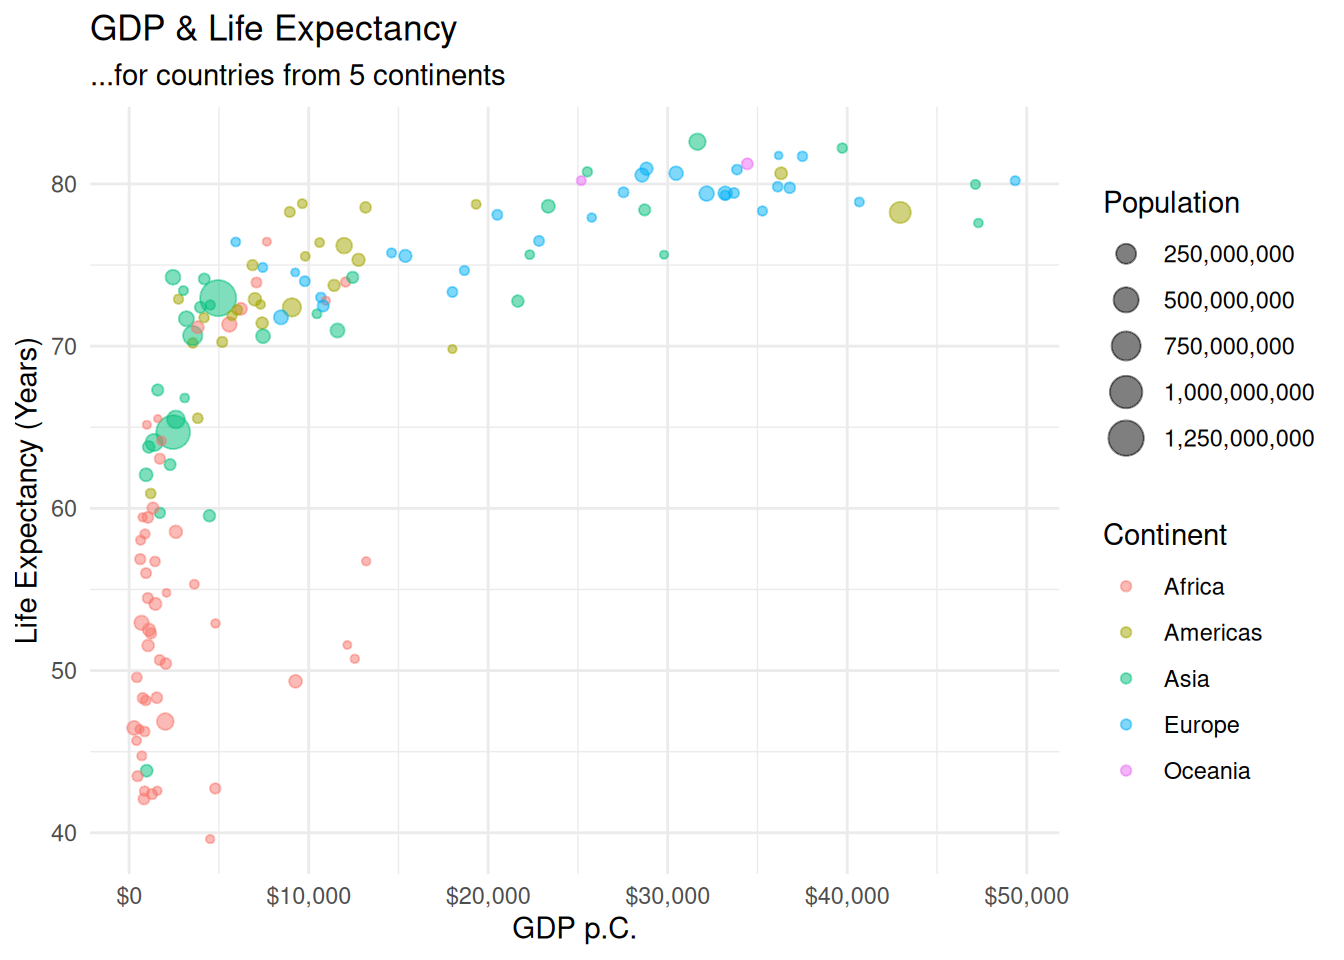 GDP & Life Expectancy
...for countries from 5 continents
Life Expectancy (Years)
80
70
60
50
40
$0
$10,000
$20,000
$30,000
$40,000
$50,000
GDP p.C.
Population
250,000,000
500,000,000
750,000,000
1,000,000,000
1,250,000,000
Continent
Africa
Americas
Asia
Europe
Oceania